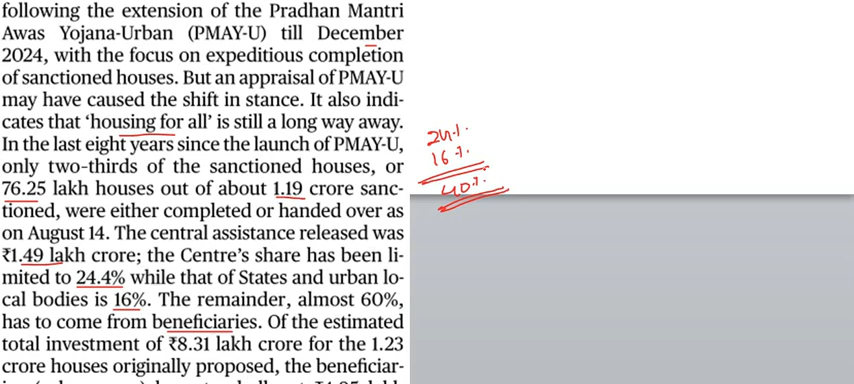 following the extension of the Pradhan Mantri
Awas Yojana-Urban (PMAY-U) till December
2024, with the focus on expeditious completion
of sanctioned houses. But an appraisal of PMAY-U
may have caused the shift in stance. It also indi-
cates that ‘housing for all’ is still a long way away.
In the last eight years since the launch of PMAY-U,
only two-thirds of the sanctioned houses, or
76.25 lakh houses out of about 1.19 crore sanc-
tioned, were either completed or handed over as
on August 14. The central assistance released was
₹1.49 lakh crore; the Centre’s share has been li-
mited to 24.4% while that of States and urban lo-
cal bodies is 16%. The remainder, almost 60%,
has to come from beneficiaries. Of the estimated
total investment of ₹8.31 lakh crore for the 1.23
crore houses originally proposed, the beneficiar-
24%
16%
40%